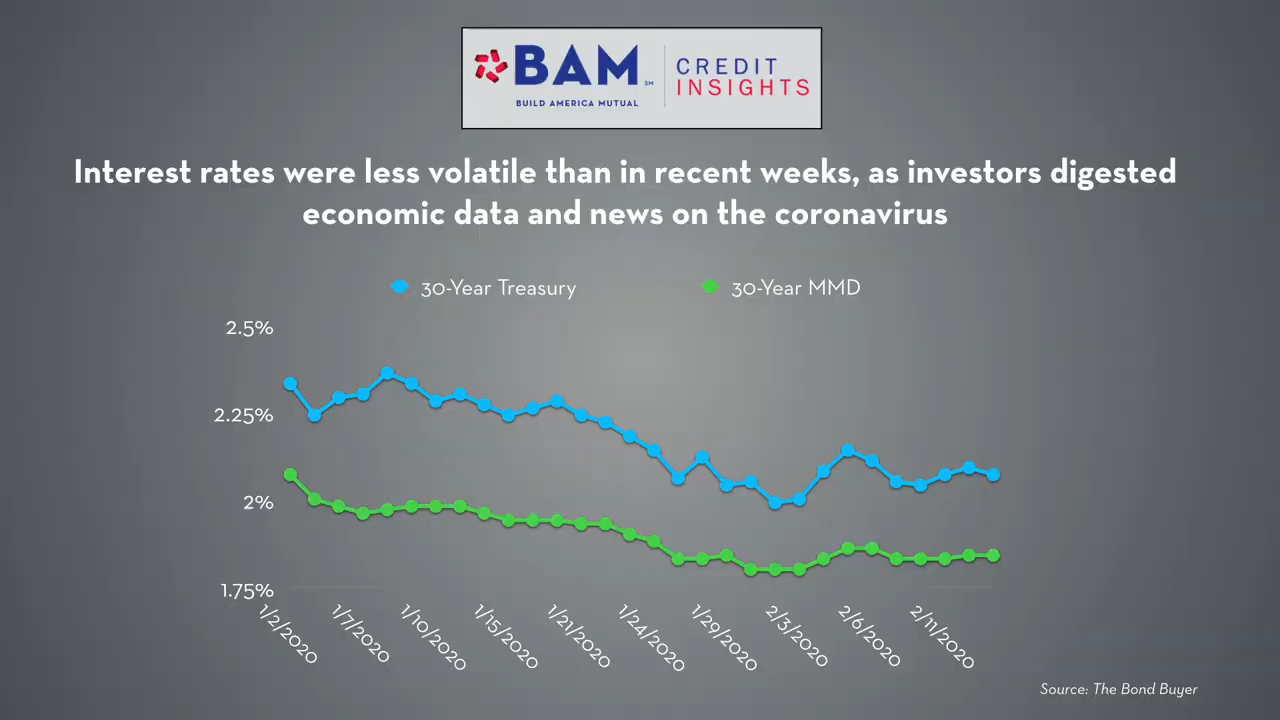 BAM SM
BUILD AMERICA MUTUAL
CREDIT
INSIGHTS
Interest rates were less volatile than in recent weeks, as investors digested
economic data and news on the coronavirus
30-Year Treasury
30-Year MMD
2.5%
2.25%
2%
1.75%
1/2/2020
1/7/2020
1/10/2020
1/15/2020
1/21/2020
1/24/2020
1/29/2020
2/3/2020
2/6/2020
2/11/2020
Source: The Bond Buyer